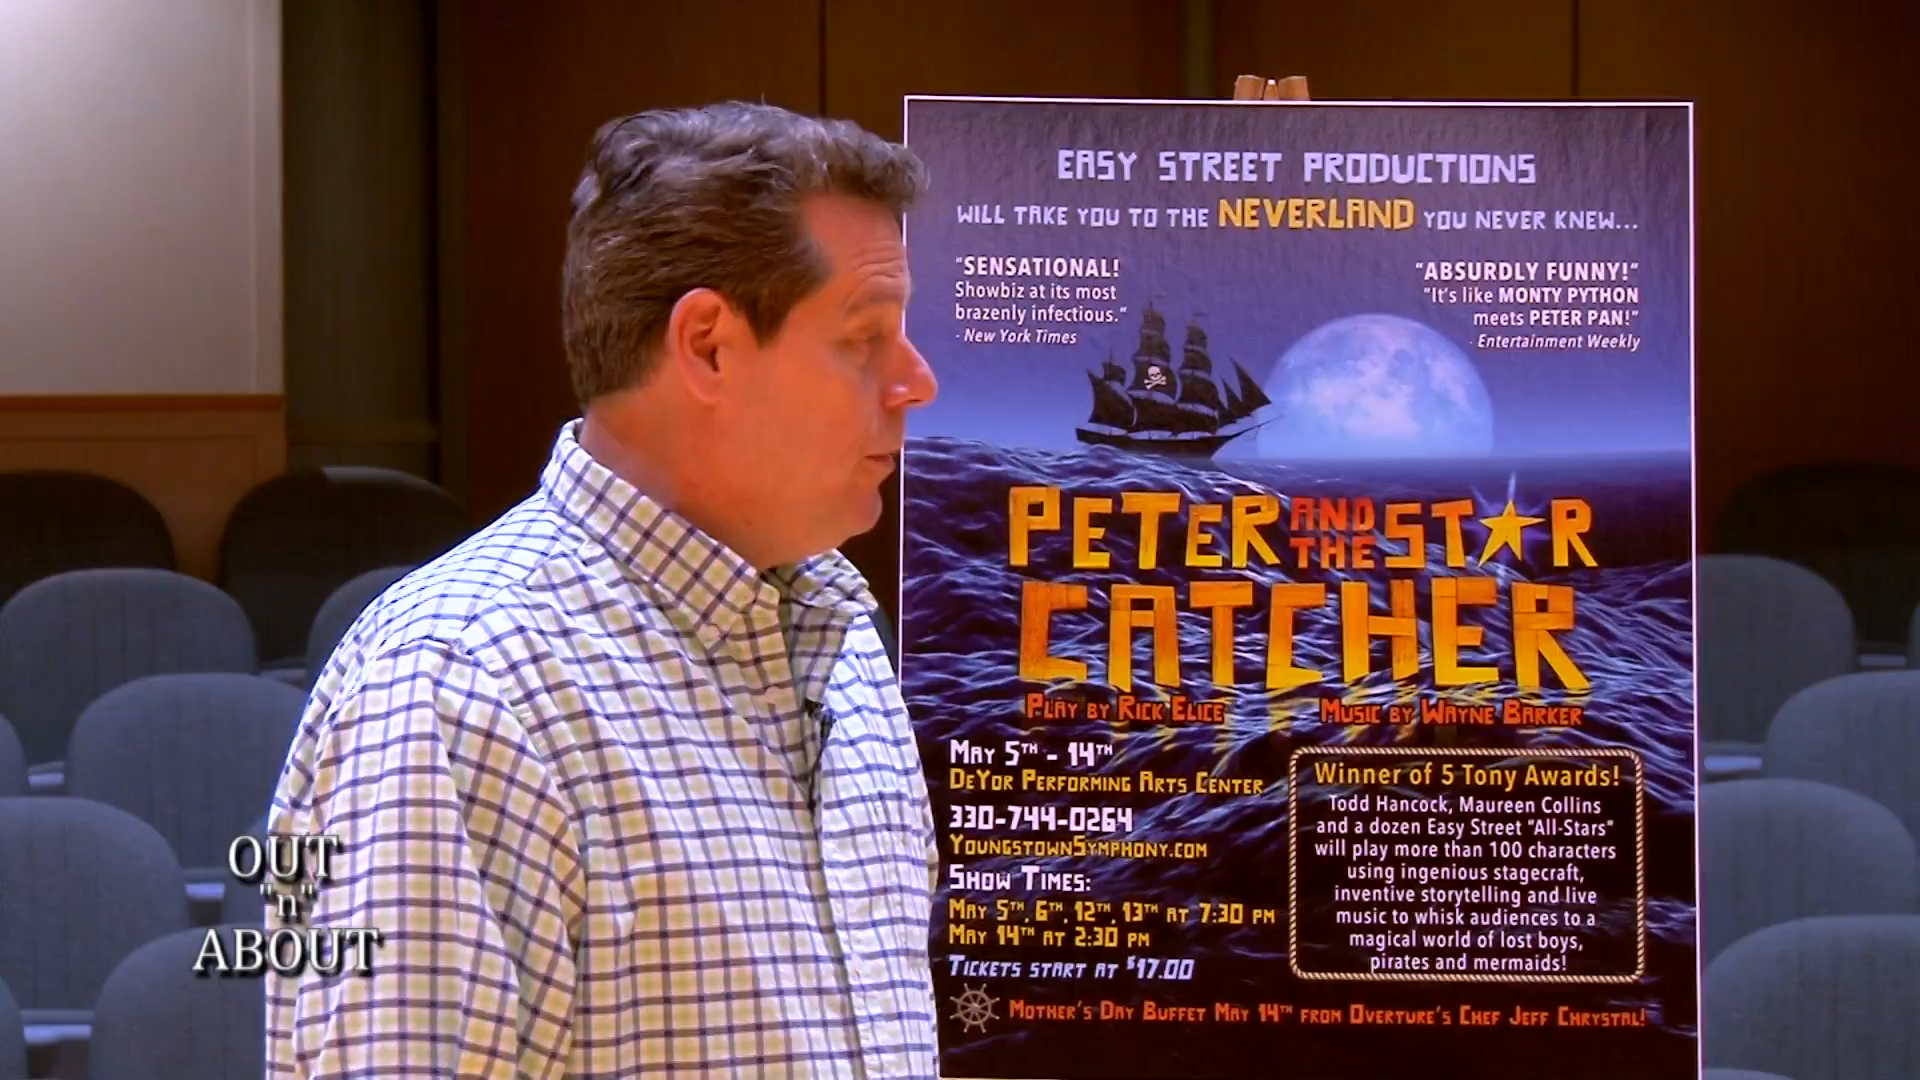 EASY STREET PRODUCTIONS
WILL TAKE YOU TO THE NEVERLAND YOU NEVER KNEW...
"SENSATIONAL!
Showbiz at its most
brazenly infectious."
- New York Times
"ABSURDLY FUNNY!"
"It's like MONTY PYTHON
meets PETER PAN!"
- Entertainment Weekly
PETER AND THE STAR
CATCHER
PLAY BY RICK ELICE
MUSIC BY WAYNE BARKER
MAY 5TH - 14TH
DEYOR PERFORMING ARTS CENTER
330-744-0264
YOUNGSTOWNSYMPHONY.COM
SHOW TIMES:
MAY 5TH, 6TH, 12TH, 13TH AT 7:30 PM
MAY 14TH AT 2:30 PM
TICKETS START AT $17.00
Winner of 5 Tony Awards!
Todd Hancock, Maureen Collins
and a dozen Easy Street "All-Stars"
will play more than 100 characters
using ingenious stagecraft,
inventive storytelling and live
music to whisk audiences to a
magical world of lost boys,
pirates and mermaids!
MOTHER'S DAY BUFFET MAY 14TH FROM OVERTURE'S CHEF JEFF CHRYSTAL!
OUT
"n"
ABOUT